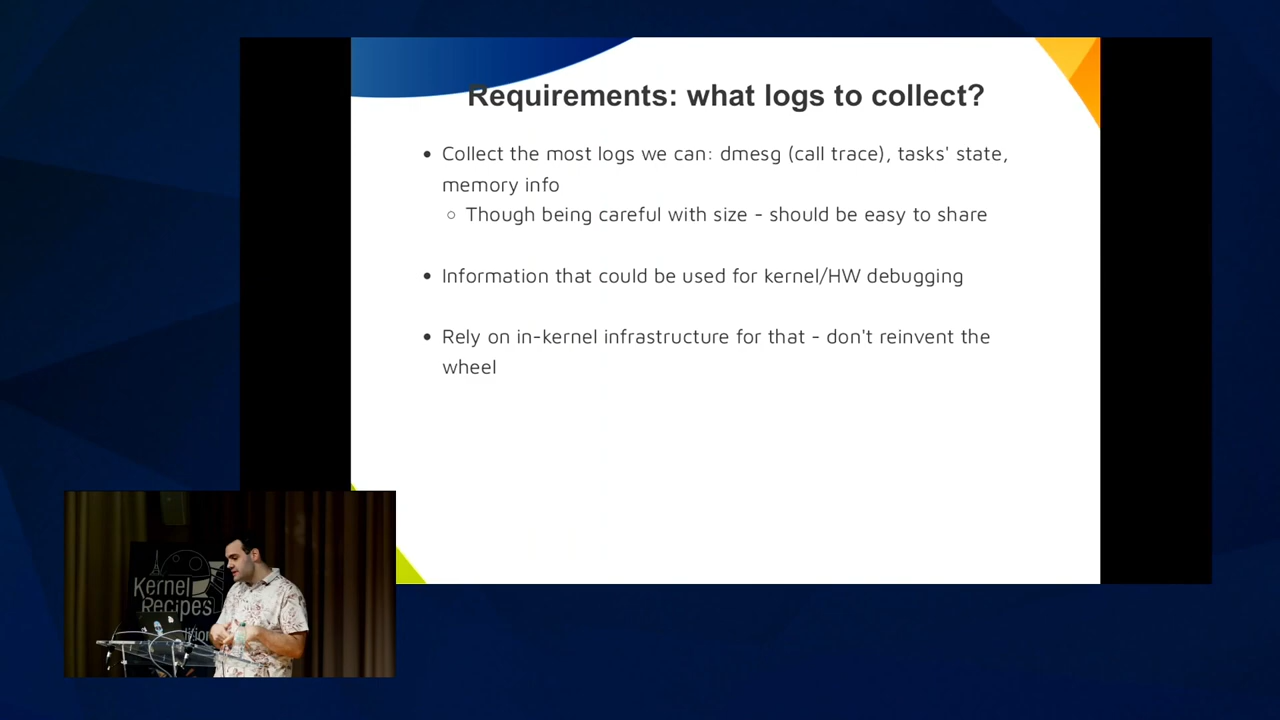 Requirements: what logs to collect?
• Collect the most logs we can: dmesg (call trace), tasks' state,
memory info
○ Though being careful with size - should be easy to share
• Information that could be used for kernel/HW debugging
• Rely on in-kernel infrastructure for that - don't reinvent the
wheel
Kernel
Recipes